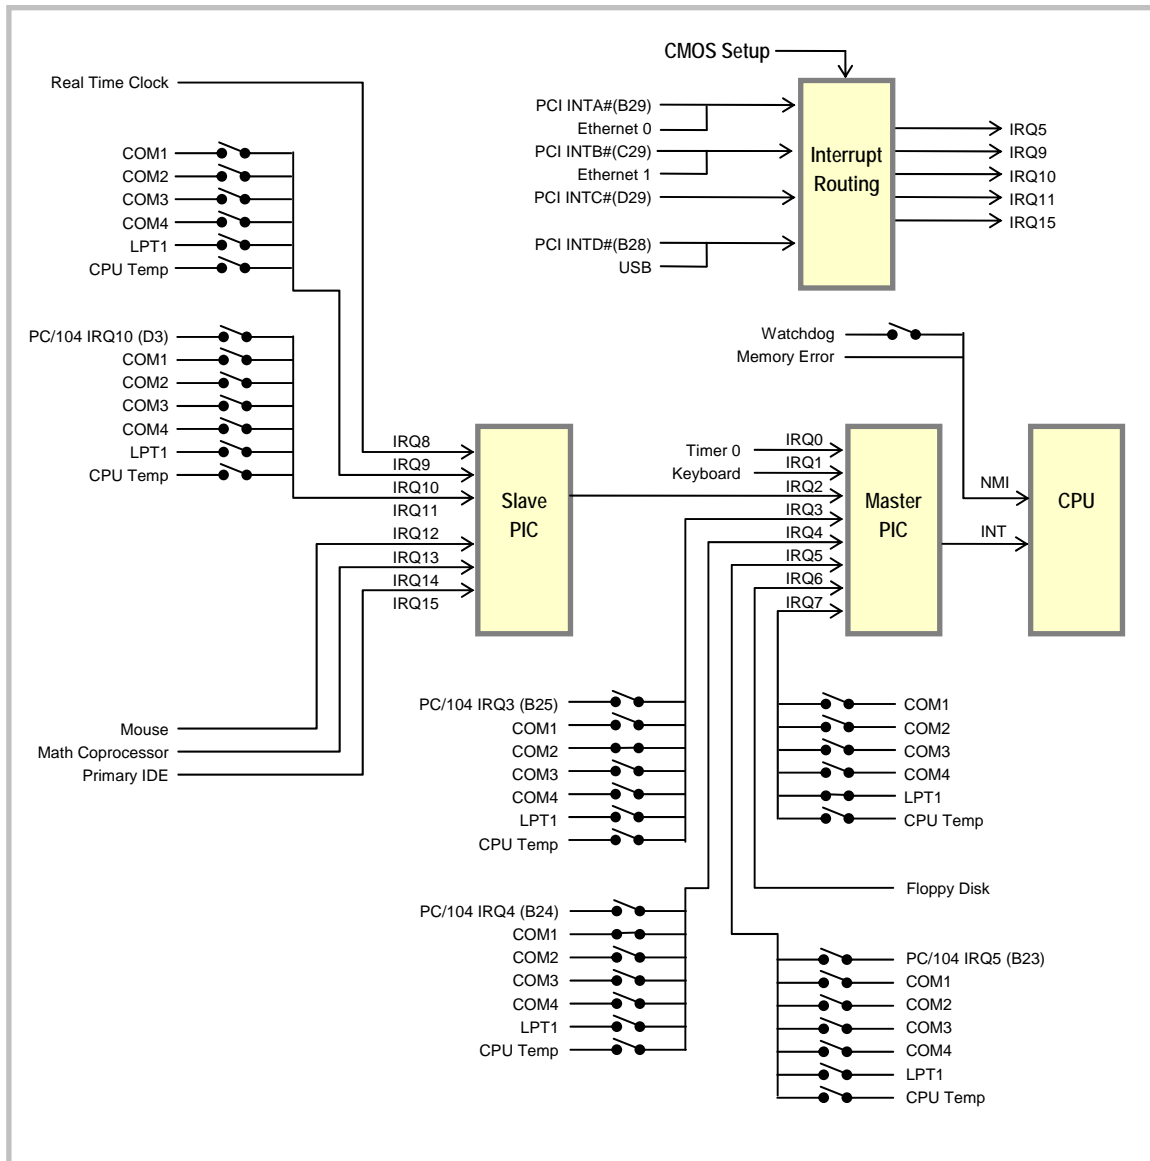 CMOS Setup
Real Time Clock
PCI INTA#(B29)
Ethernet 0
PCI INTB#(C29)
Ethernet 1
PCI INTC#(D29)
PCI INTD#(B28)
USB
Interrupt
Routing
IRQ5
IRQ9
IRQ10
IRQ11
IRQ15
COM1
COM2
COM3
COM4
LPT1
CPU Temp
PC/104 IRQ10 (D3)
COM1
COM2
COM3
COM4
LPT1
CPU Temp
Watchdog
Memory Error
IRQ8
IRQ9
IRQ10
IRQ11
IRQ12
IRQ13
IRQ14
IRQ15
Slave
PIC
Timer 0
Keyboard
IRQ0
IRQ1
IRQ2
IRQ3
IRQ4
IRQ5
IRQ6
IRQ7
Master
PIC
NMI
INT
CPU
Mouse
Math Coprocessor
Primary IDE
PC/104 IRQ3 (B25)
COM1
COM2
COM3
COM4
LPT1
CPU Temp
COM1
COM2
COM3
COM4
LPT1
CPU Temp
Floppy Disk
PC/104 IRQ4 (B24)
COM1
COM2
COM3
COM4
LPT1
CPU Temp
PC/104 IRQ5 (B23)
COM1
COM2
COM3
COM4
LPT1
CPU Temp